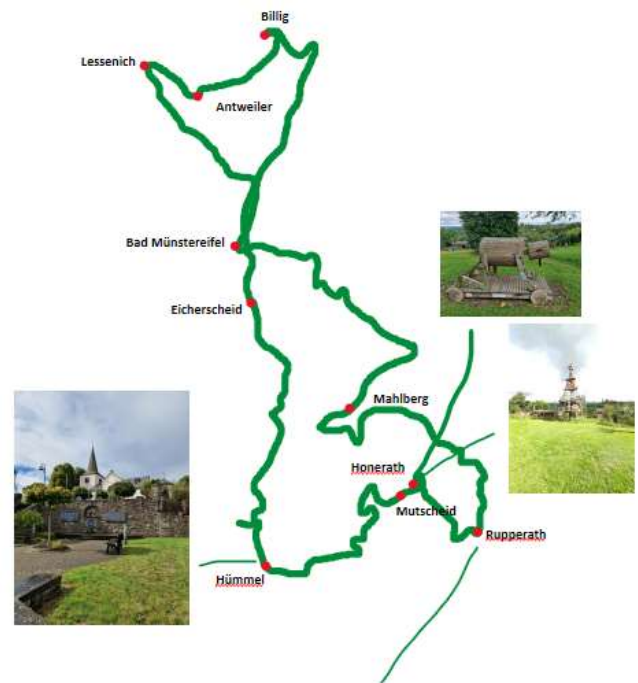 Billig
Lessenich
Antweiler
Bad Münstereifel
Eicherscheid
Mahlberg
Honerath
Mutscheid
Rupperath
Hümmel